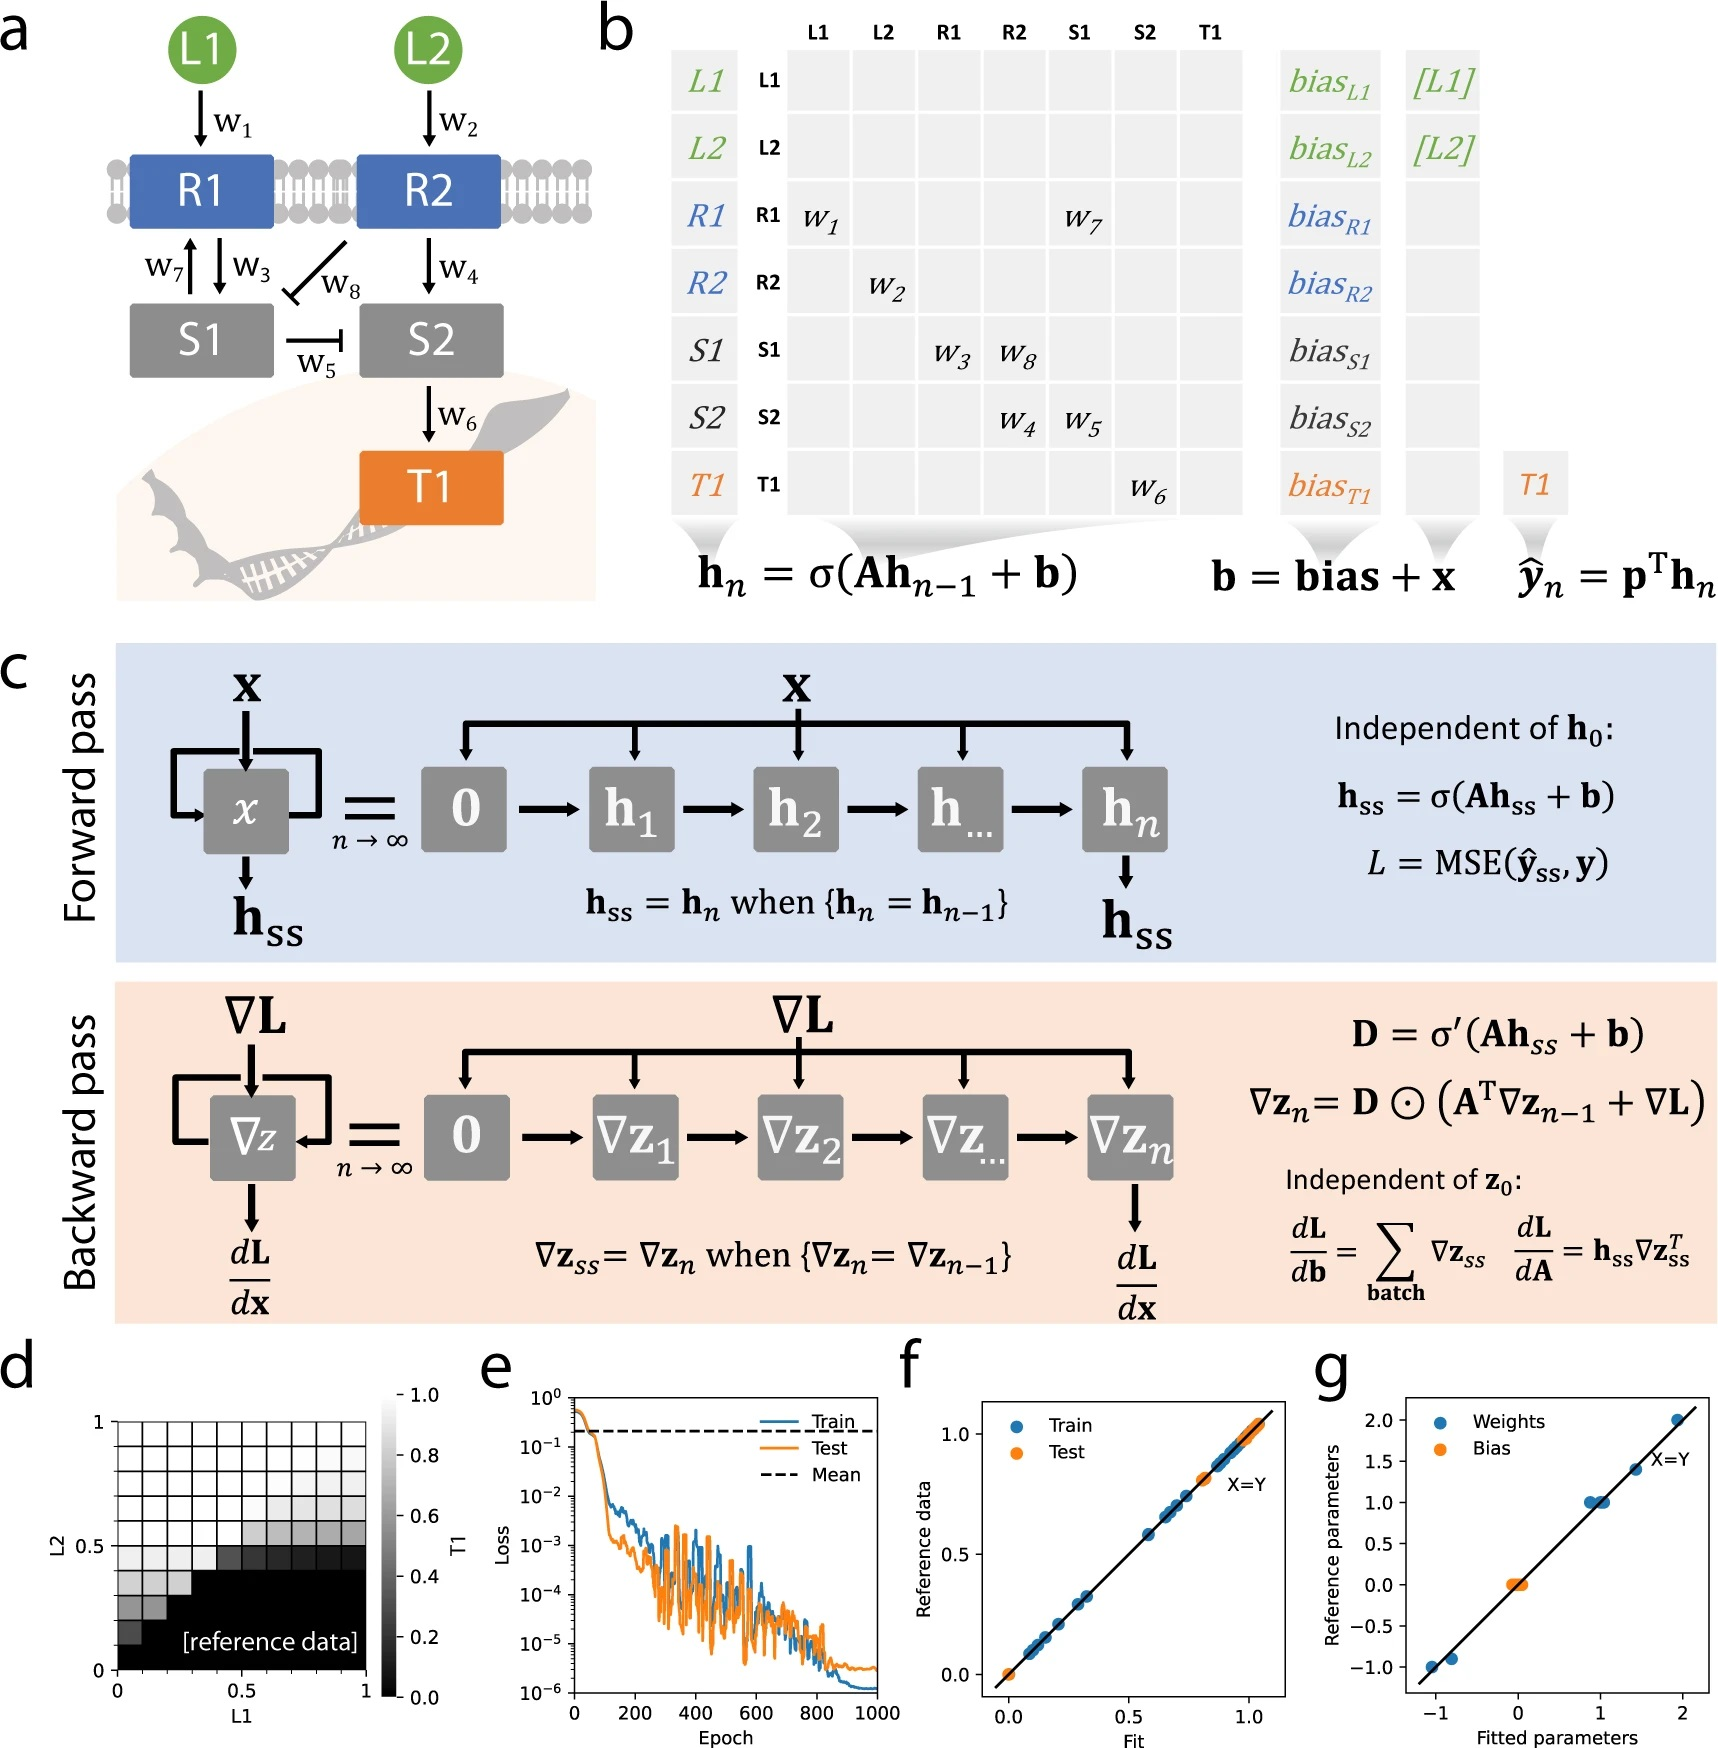 a
L1
L2
w1
w2
R1
R2
w7
w3
w8
w4
S1
S2
w5
w6
T1
b
L1 L2 R1 R2 S1 S2 T1
L1 L1 biasL1 [L1]
L2 L2 biasL2 [L2]
R1 R1 w1 w7 biasR1
R2 R2 w2 biasR2
S1 S1 w3 w8 biasS1
S2 S2 w4 w5 biasS2
T1 T1 w6 biasT1 T1
hn = σ(Ahn−1 + b) b = bias + x ŷn = pThn
c
Forward pass
x
x
hss
=
n → ∞
x
0 h1 h2 h... hn
hss = hn when {hn = hn−1}
hss
Independent of h0:
hss = σ(Ahss + b)
L = MSE(ŷss, y)
Backward pass
∇L
∇z
dL
dx
=
n → ∞
∇L
0 ∇z1 ∇z2 ∇z... ∇zn
∇zss= ∇zn when {∇zn= ∇zn−1}
dL
dx
D = σ′(Ahss + b)
∇zn= D ⊙ (AT∇zn−1 + ∇L)
Independent of z0:
dL/db = ∑batch ∇zss dL/dA = hss∇zTss
d
L2
1
0.5
0
[reference data]
0 0.5 1
L1
1.0
0.8
0.6
0.4
0.2
0.0
T1
e
Loss
10^0
10^−1
10^−2
10^−3
10^−4
10^−5
10^−6
Train
Test
Mean
0 200 400 600 800 1000
Epoch
f
Reference data
1.0
0.5
0.0
Train
Test
X=Y
0.0 0.5 1.0
Fit
g
Reference parameters
2.0
1.5
1.0
0.5
0.0
−0.5
−1.0
Weights
Bias
X=Y
−1 0 1 2
Fitted parameters